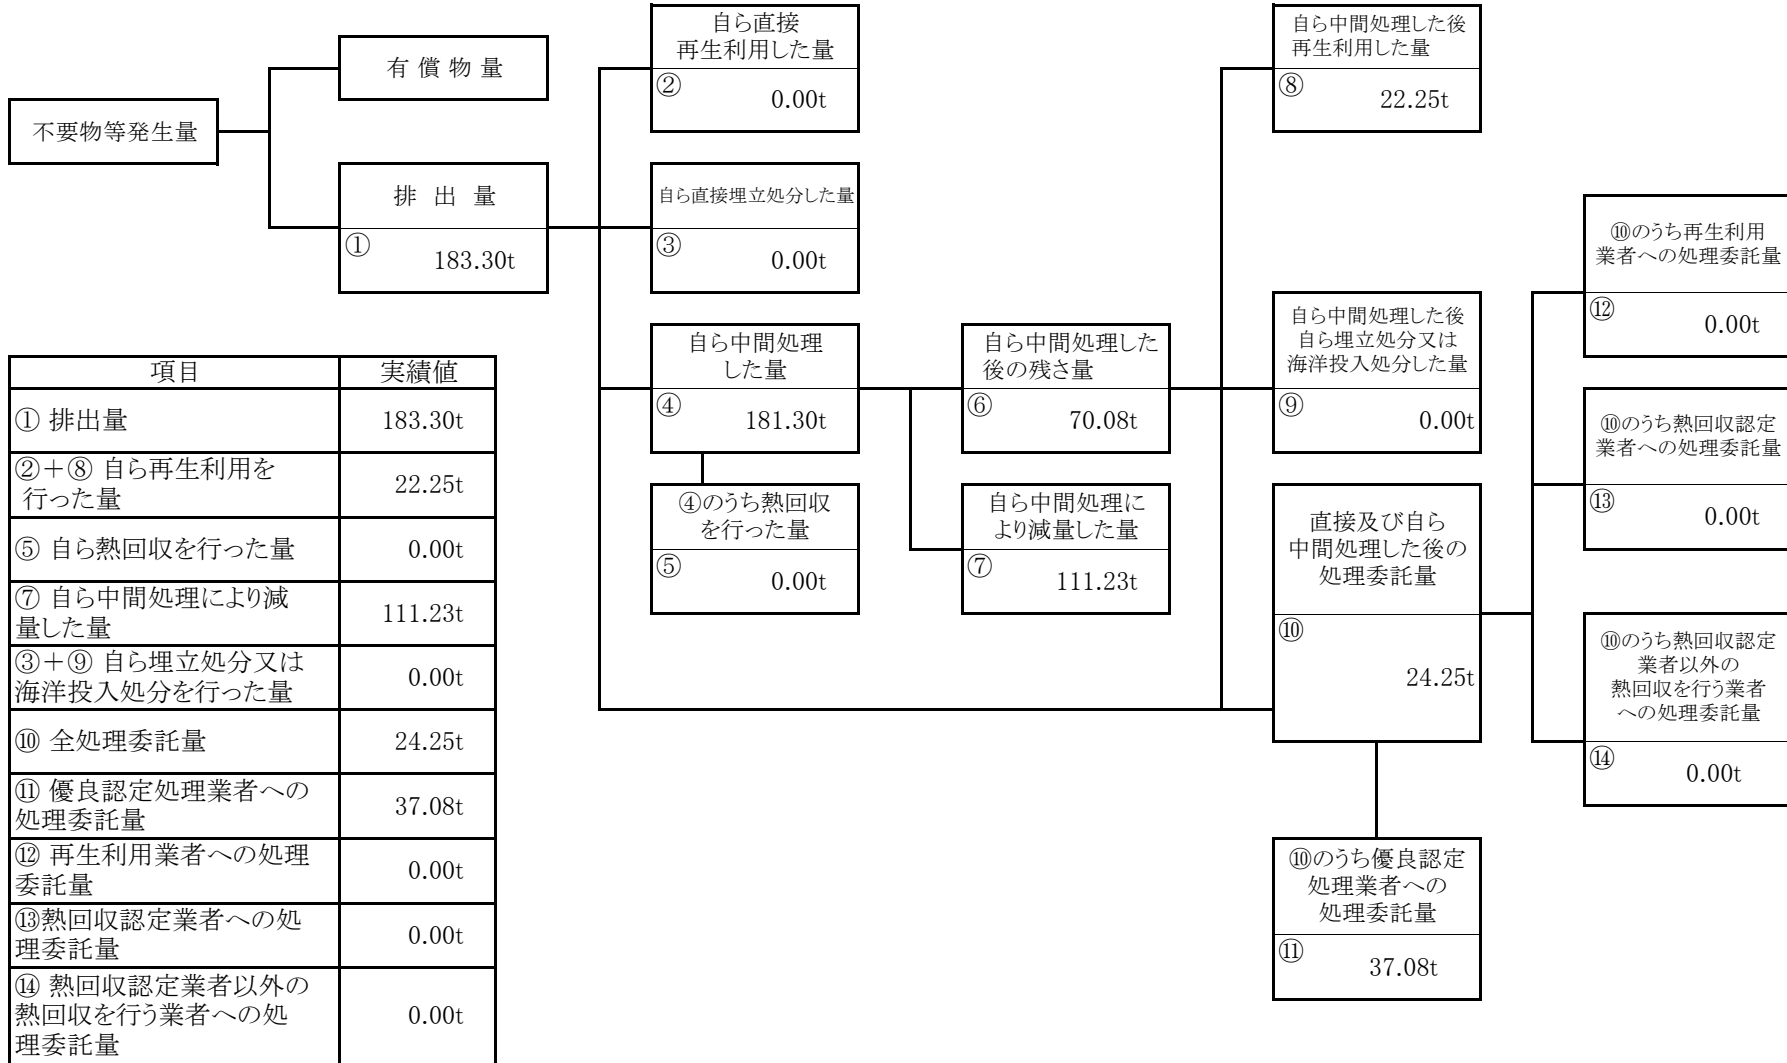 不要物等発生量
有 償 物 量
排 出 量
①
183.30t
自ら直接
再生利用した量
②
0.00t
自ら直接埋立処分した量
③
0.00t
自ら中間処理
した量
④
181.30t
④のうち熱回収
を行った量
⑤
0.00t
自ら中間処理した
後の残さ量
⑥
70.08t
自ら中間処理に
より減量した量
⑦
111.23t
自ら中間処理した後
再生利用した量
⑧
22.25t
自ら中間処理した後
自ら埋立処分又は
海洋投入処分した量
⑨
0.00t
直接及び自ら
中間処理した後の
処理委託量
⑩
24.25t
⑩のうち優良認定
処理業者への
処理委託量
⑪
37.08t
⑩のうち再生利用
業者への処理委託量
⑫
0.00t
⑩のうち熱回収認定
業者への処理委託量
⑬
0.00t
⑩のうち熱回収認定
業者以外の
熱回収を行う業者
への処理委託量
⑭
0.00t
項目 実績値
① 排出量 183.30t
②＋⑧ 自ら再生利用を
行った量 22.25t
⑤ 自ら熱回収を行った量 0.00t
⑦ 自ら中間処理により減
量した量 111.23t
③＋⑨ 自ら埋立処分又は
海洋投入処分を行った量 0.00t
⑩ 全処理委託量 24.25t
⑪ 優良認定処理業者への
処理委託量 37.08t
⑫ 再生利用業者への処理
委託量 0.00t
⑬熱回収認定業者への処
理委託量 0.00t
⑭ 熱回収認定業者以外の
熱回収を行う業者への処
理委託量 0.00t